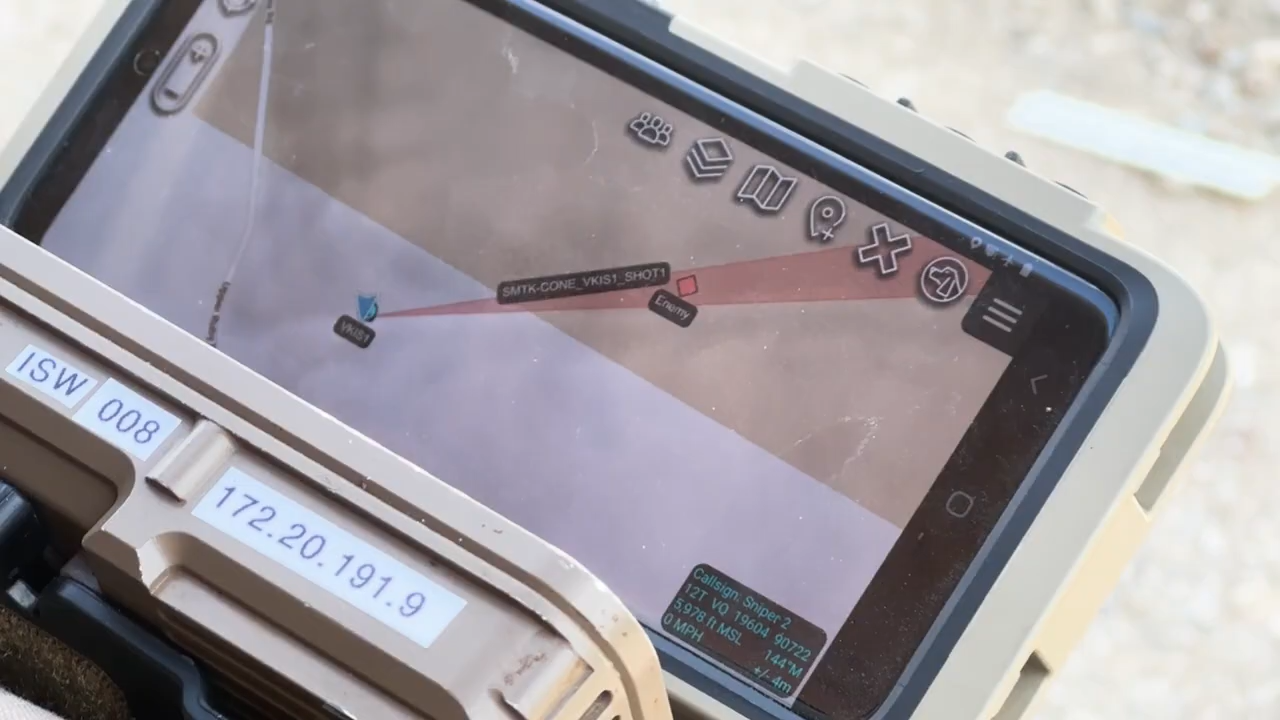 SMTK-CONE_VKIS1_SHOT1
Enemy
VKIS1
ISW
008
172.20.191.9
Callsign: Sniper 2
12T VQ 19604 90722
5,978 ft MSL
144°M
0 MPH
+/- 4m